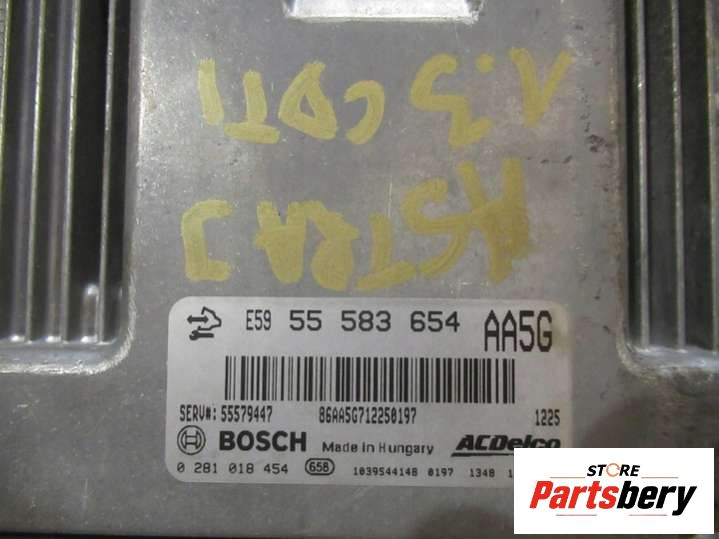 1.3 CDTI
ASTRA J
E59 55 583 654 AA5G
SERV#: 55579447 86AA5G712250197 1225
BOSCH Made in Hungary ACDelco
0 281 018 454 658 1039S44148 0197 1348
STORE
Partsbery